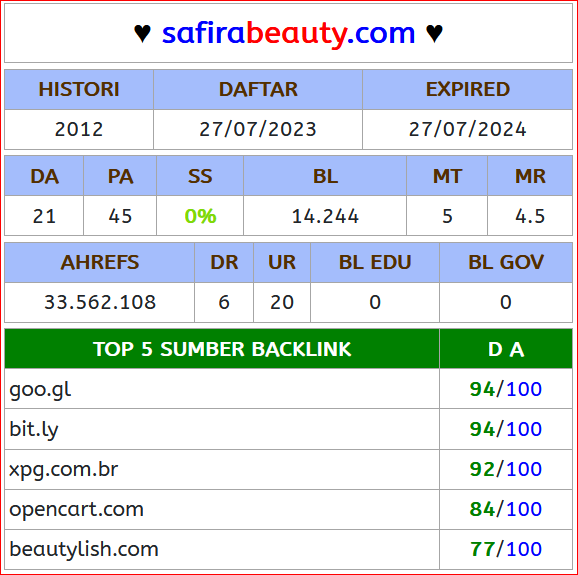 ♥ safirabeauty.com ♥
HISTORI DAFTAR EXPIRED
2012 27/07/2023 27/07/2024
DA PA SS BL MT MR
21 45 0% 14.244 5 4.5
AHREFS DR UR BL EDU BL GOV
33.562.108 6 20 0 0
TOP 5 SUMBER BACKLINK D A
goo.gl 94/100
bit.ly 94/100
xpg.com.br 92/100
opencart.com 84/100
beautylish.com 77/100